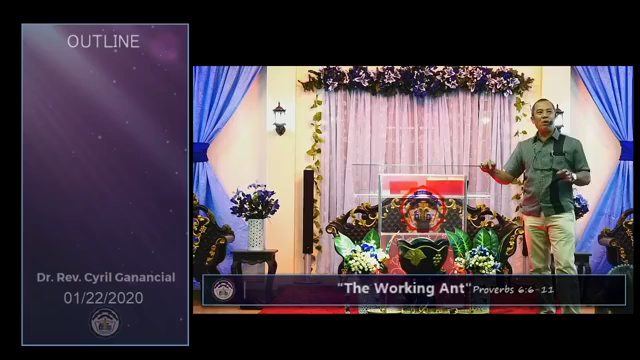 OUTLINE
Dr. Rev. Cyril Ganancial
01/22/2020
"The Working Ant" Proverbs 6:6-11